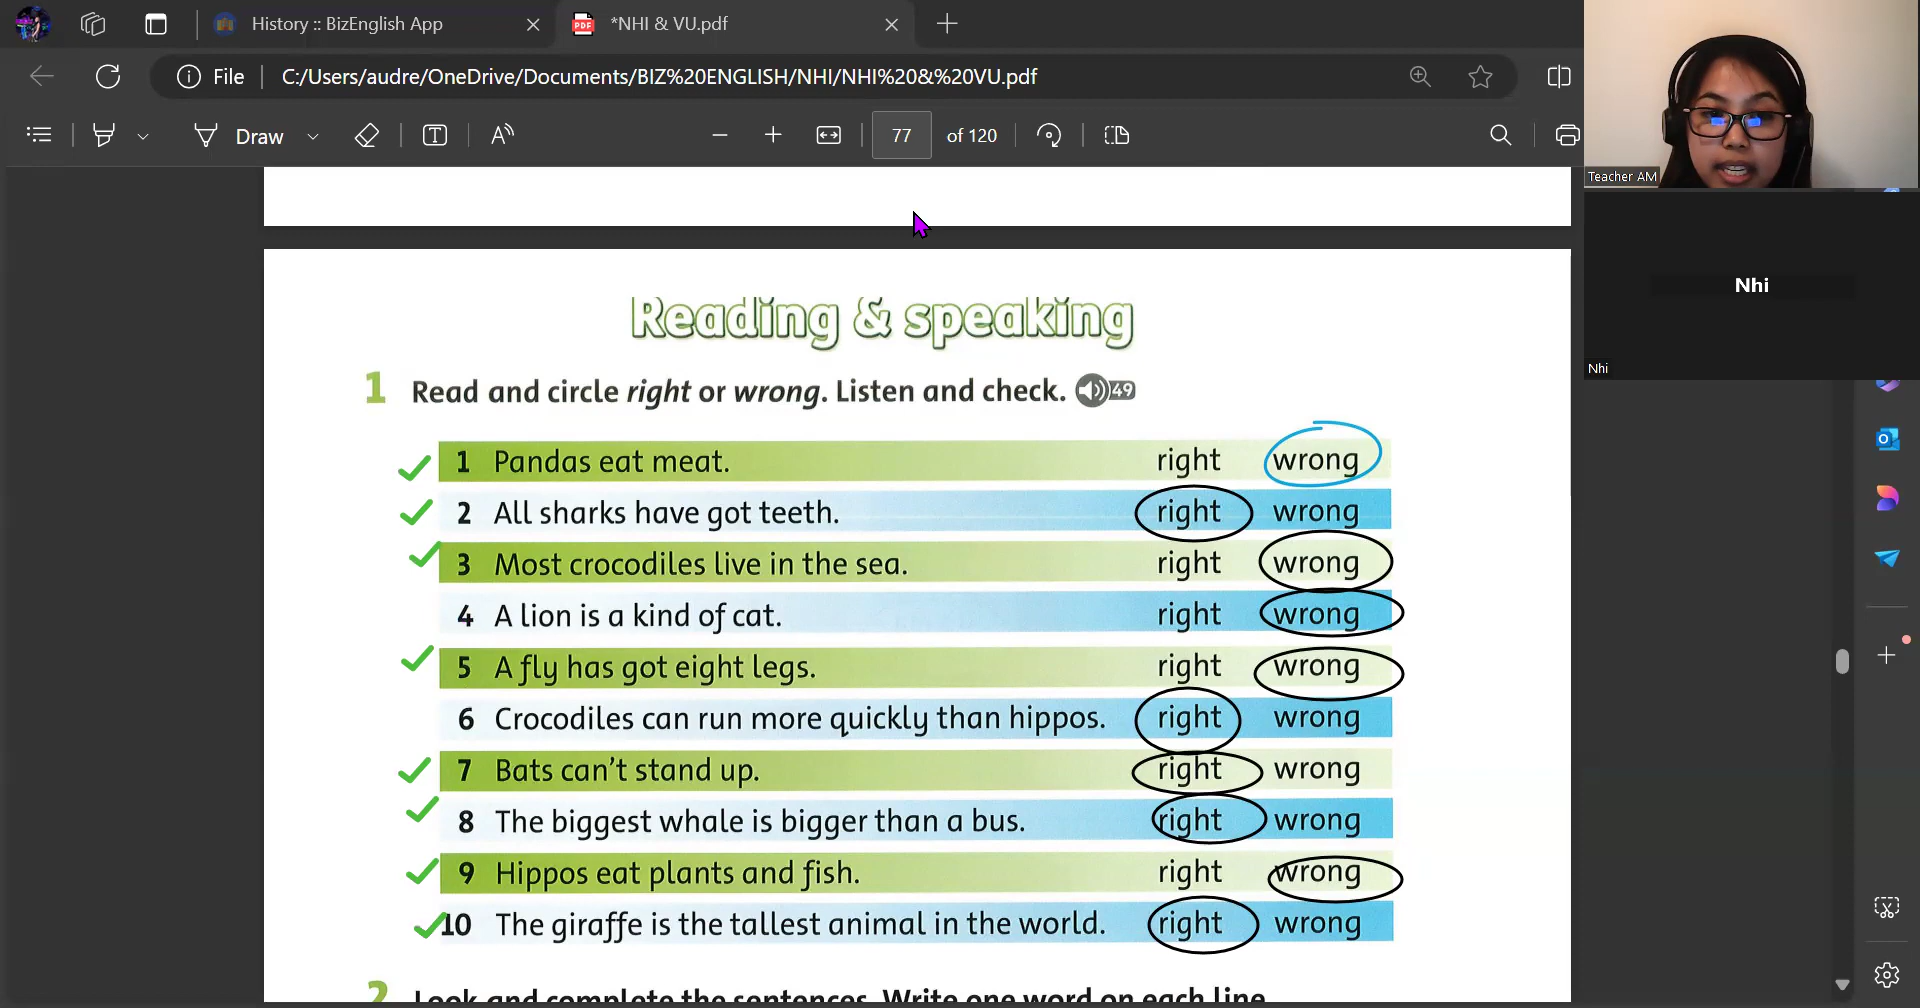 History :: BizEnglish App
*NHI & VU.pdf
File
C:/Users/audre/OneDrive/Documents/BIZ%20ENGLISH/NHI/NHI%20&%20VU.pdf
Draw
77 of 120
Teacher AM
Nhi
Nhi
Reading & speaking
1 Read and circle right or wrong. Listen and check. 49
1 Pandas eat meat. right wrong
2 All sharks have got teeth. right wrong
3 Most crocodiles live in the sea. right wrong
4 A lion is a kind of cat. right wrong
5 A fly has got eight legs. right wrong
6 Crocodiles can run more quickly than hippos. right wrong
7 Bats can't stand up. right wrong
8 The biggest whale is bigger than a bus. right wrong
9 Hippos eat plants and fish. right wrong
10 The giraffe is the tallest animal in the world. right wrong
2 Look and complete the sentences. Write one word on each line.